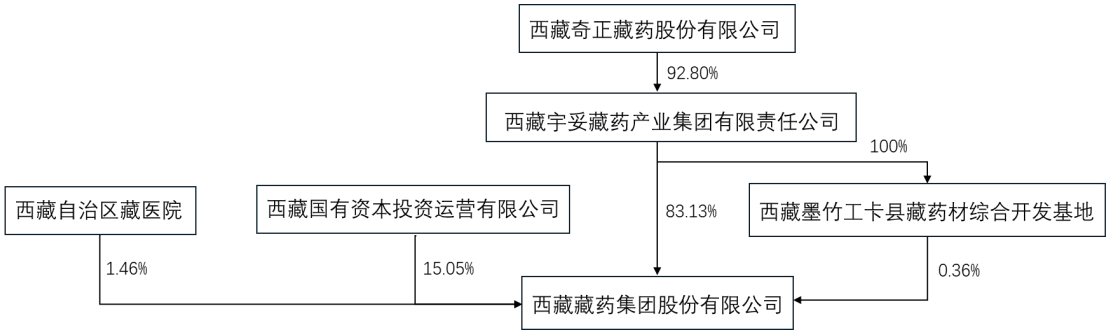 西藏奇正藏药股份有限公司
92.80%
西藏宇妥藏药产业集团有限责任公司
100%
西藏自治区藏医院
西藏国有资本投资运营有限公司
83.13%
西藏墨竹工卡县藏药材综合开发基地
1.46%
15.05%
0.36%
西藏藏药集团股份有限公司